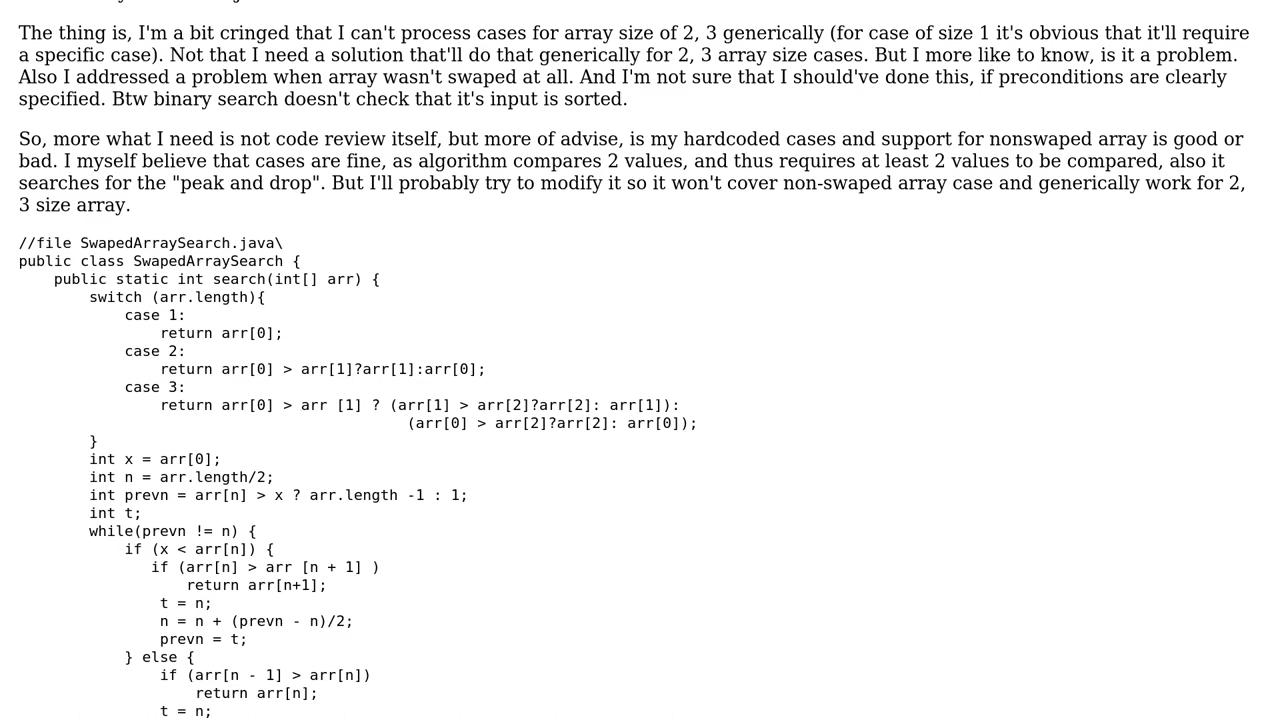 The thing is, I'm a bit cringed that I can't process cases for array size of 2, 3 generically (for case of size 1 it's obvious that it'll require
a specific case). Not that I need a solution that'll do that generically for 2, 3 array size cases. But I more like to know, is it a problem.
Also I addressed a problem when array wasn't swaped at all. And I'm not sure that I should've done this, if preconditions are clearly
specified. Btw binary search doesn't check that it's input is sorted.
So, more what I need is not code review itself, but more of advise, is my hardcoded cases and support for nonswaped array is good or
bad. I myself believe that cases are fine, as algorithm compares 2 values, and thus requires at least 2 values to be compared, also it
searches for the "peak and drop". But I'll probably try to modify it so it won't cover non-swaped array case and generically work for 2,
3 size array.
//file SwapedArraySearch.java\
public class SwapedArraySearch {
    public static int search(int[] arr) {
        switch (arr.length){
            case 1:
                return arr[0];
            case 2:
                return arr[0] > arr[1]?arr[1]:arr[0];
            case 3:
                return arr[0] > arr [1] ? (arr[1] > arr[2]?arr[2]: arr[1]):
                                            (arr[0] > arr[2]?arr[2]: arr[0]);
        }
        int x = arr[0];
        int n = arr.length/2;
        int prevn = arr[n] > x ? arr.length -1 : 1;
        int t;
        while(prevn != n) {
            if (x < arr[n]) {
               if (arr[n] > arr [n + 1] )
                   return arr[n+1];
                t = n;
                n = n + (prevn - n)/2;
                prevn = t;
            } else {
                if (arr[n - 1] > arr[n])
                    return arr[n];
                t = n;